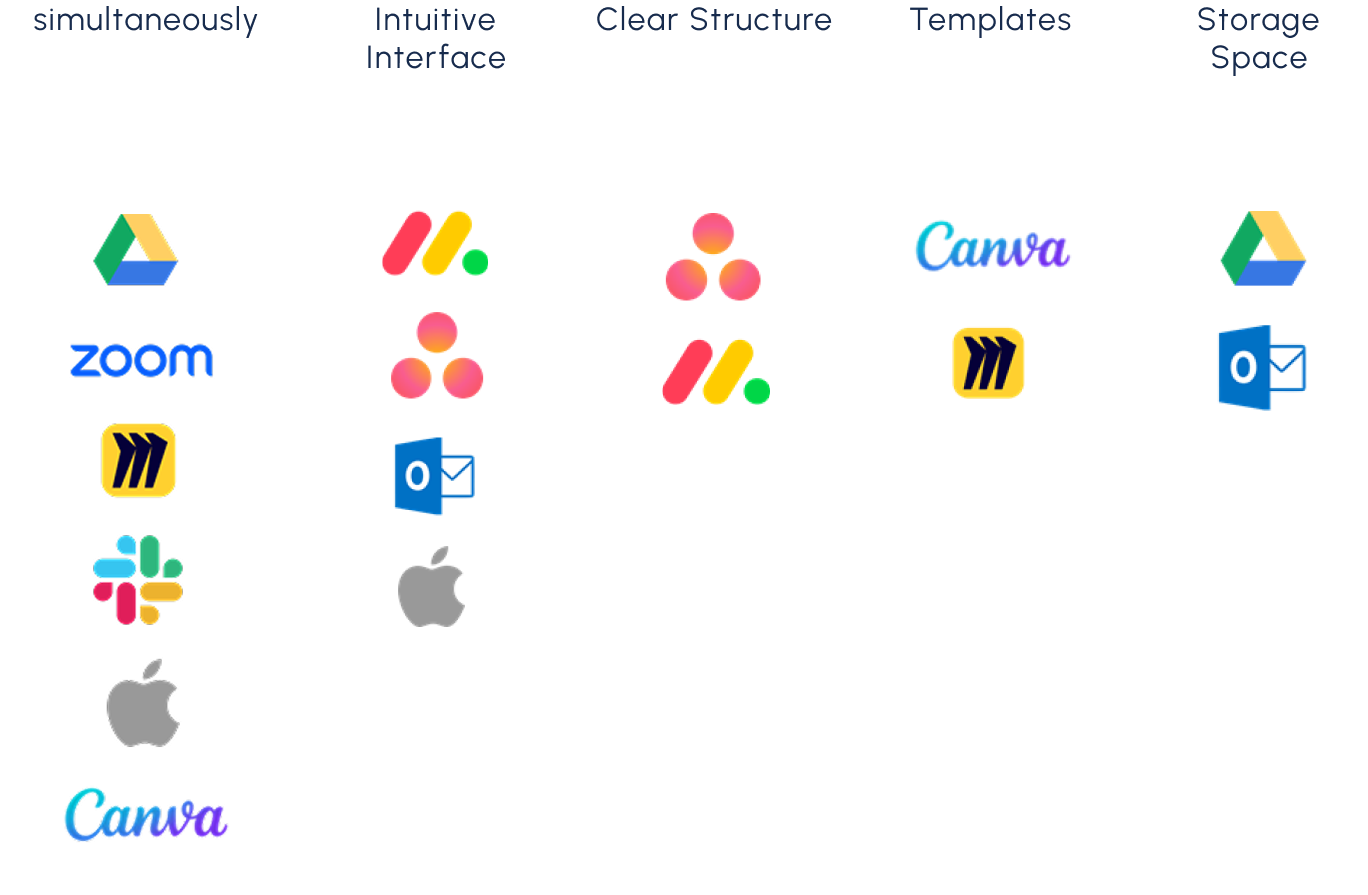 simultaneously
Intuitive
Interface
Clear Structure
Templates
Storage
Space
Canva
zoom
Canva